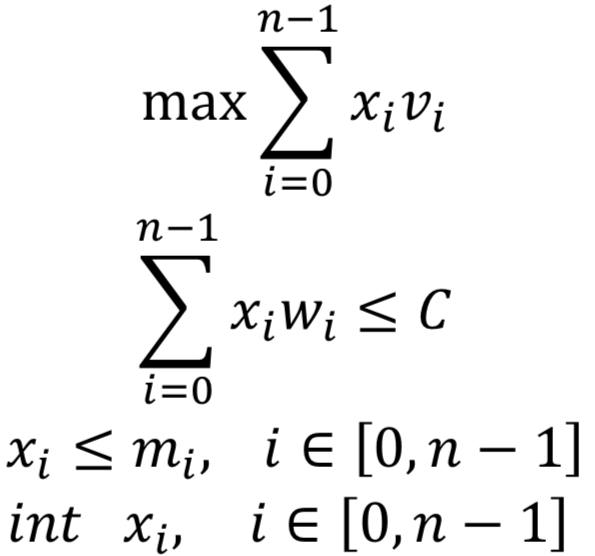 max ∑_{i=0}^{n−1} x_i v_i
∑_{i=0}^{n−1} x_i w_i ≤ C
x_i ≤ m_i, i ∈ [0, n − 1]
int x_i, i ∈ [0, n − 1]